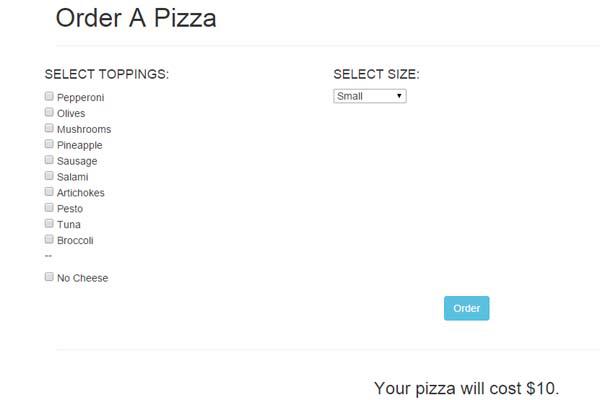 Order A Pizza
SELECT TOPPINGS:
Pepperoni
Olives
Mushrooms
Pineapple
Sausage
Salami
Artichokes
Pesto
Tuna
Broccoli
--
No Cheese
SELECT SIZE:
Small
Order
Your pizza will cost $10.